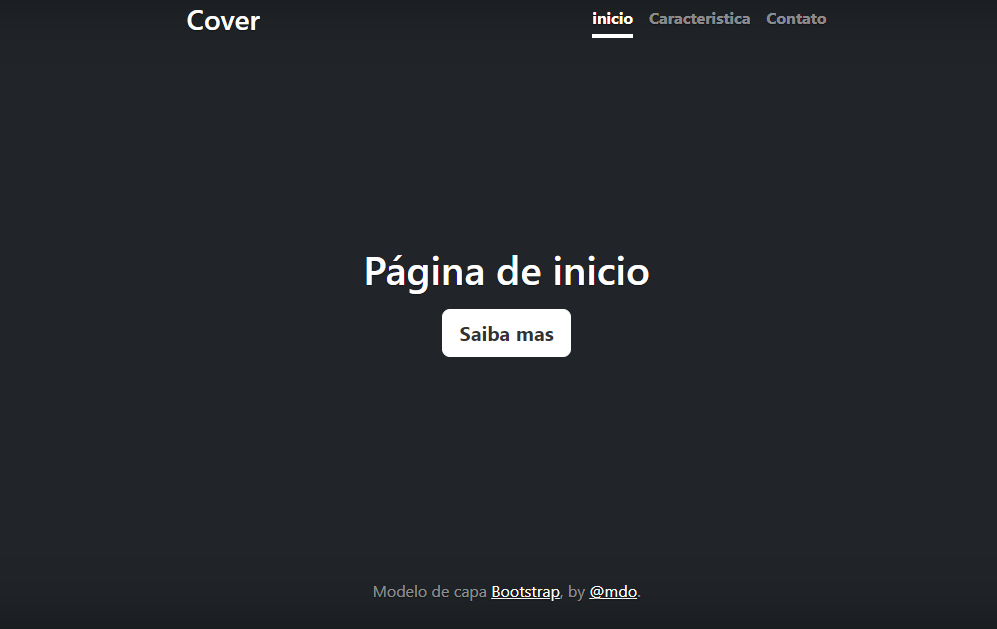 Cover
inicio Caracteristica Contato
Página de inicio
Saiba mas
Modelo de capa Bootstrap, by @mdo.